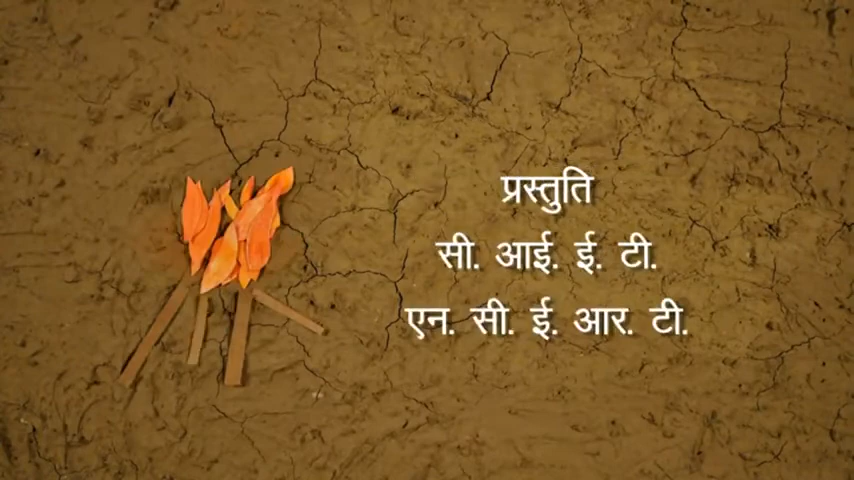 प्रस्तुति
सी. आई. ई. टी.
एन. सी. ई. आर. टी.